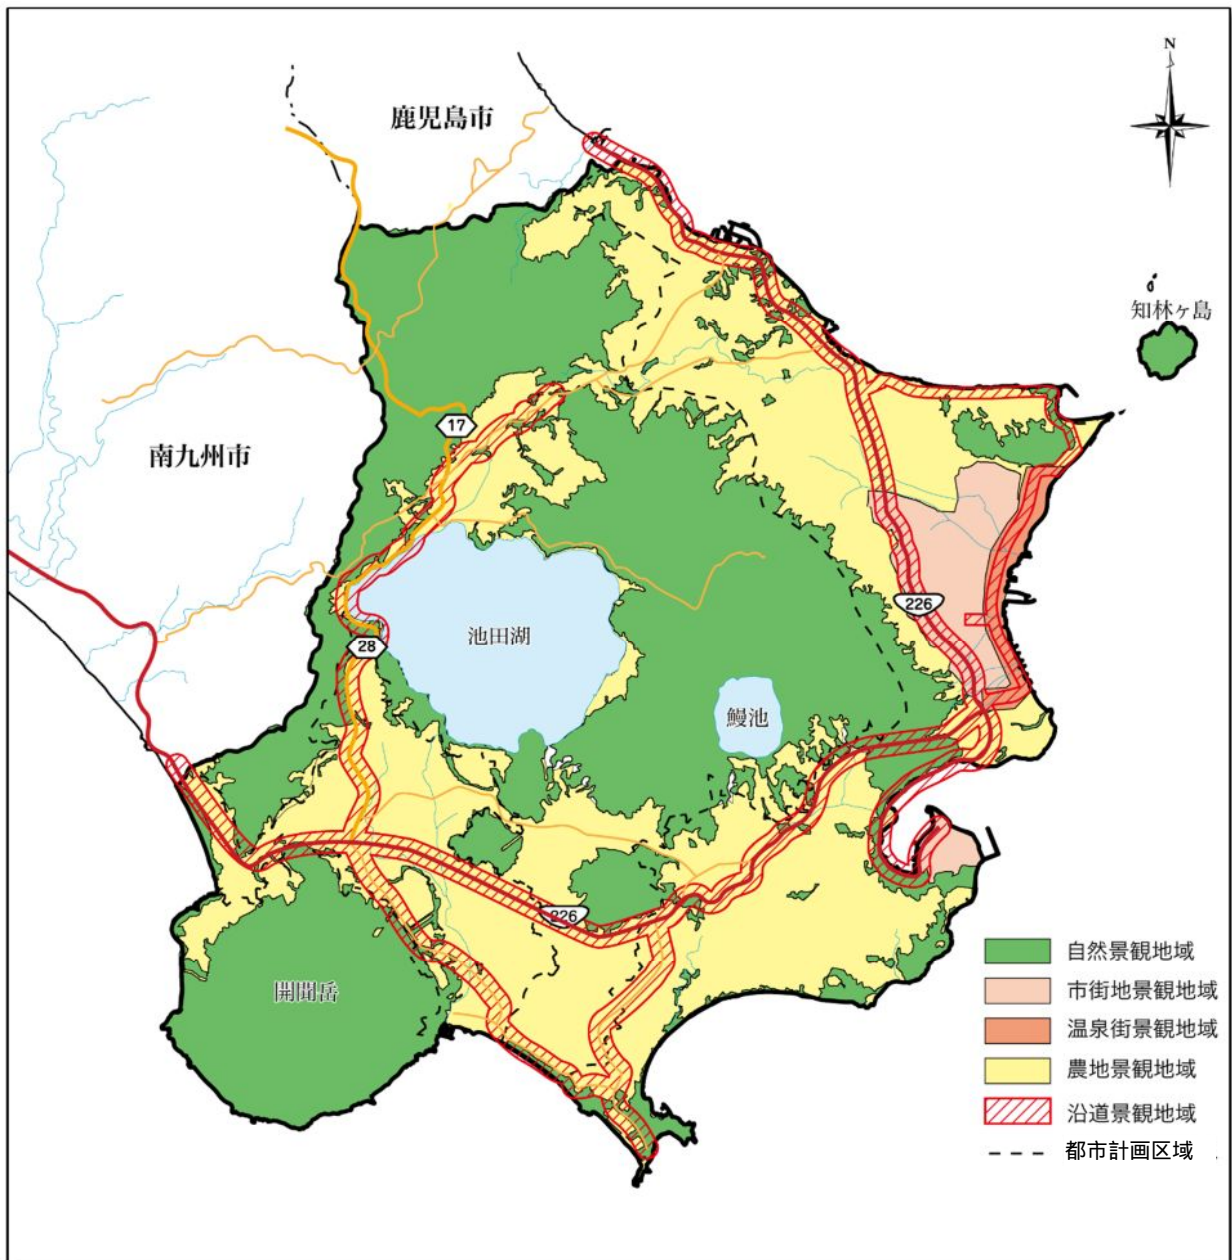 N
鹿児島市
知林ヶ島
17
南九州市
226
池田湖
28
鰻池
226
開聞岳
自然景観地域
市街地景観地域
温泉街景観地域
農地景観地域
沿道景観地域
都市計画区域